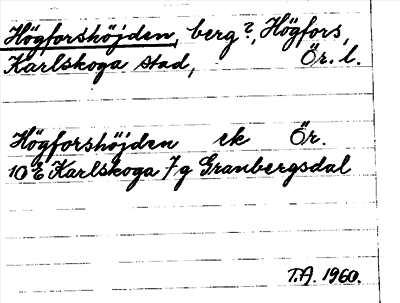 Högforshöjden, berg?, Högfors,
Karlskoga stad, Ör. l.
Högforshöjden ek Ör.
10 E Karlskoga 7 g Granbergsdal
T.A. 1960.